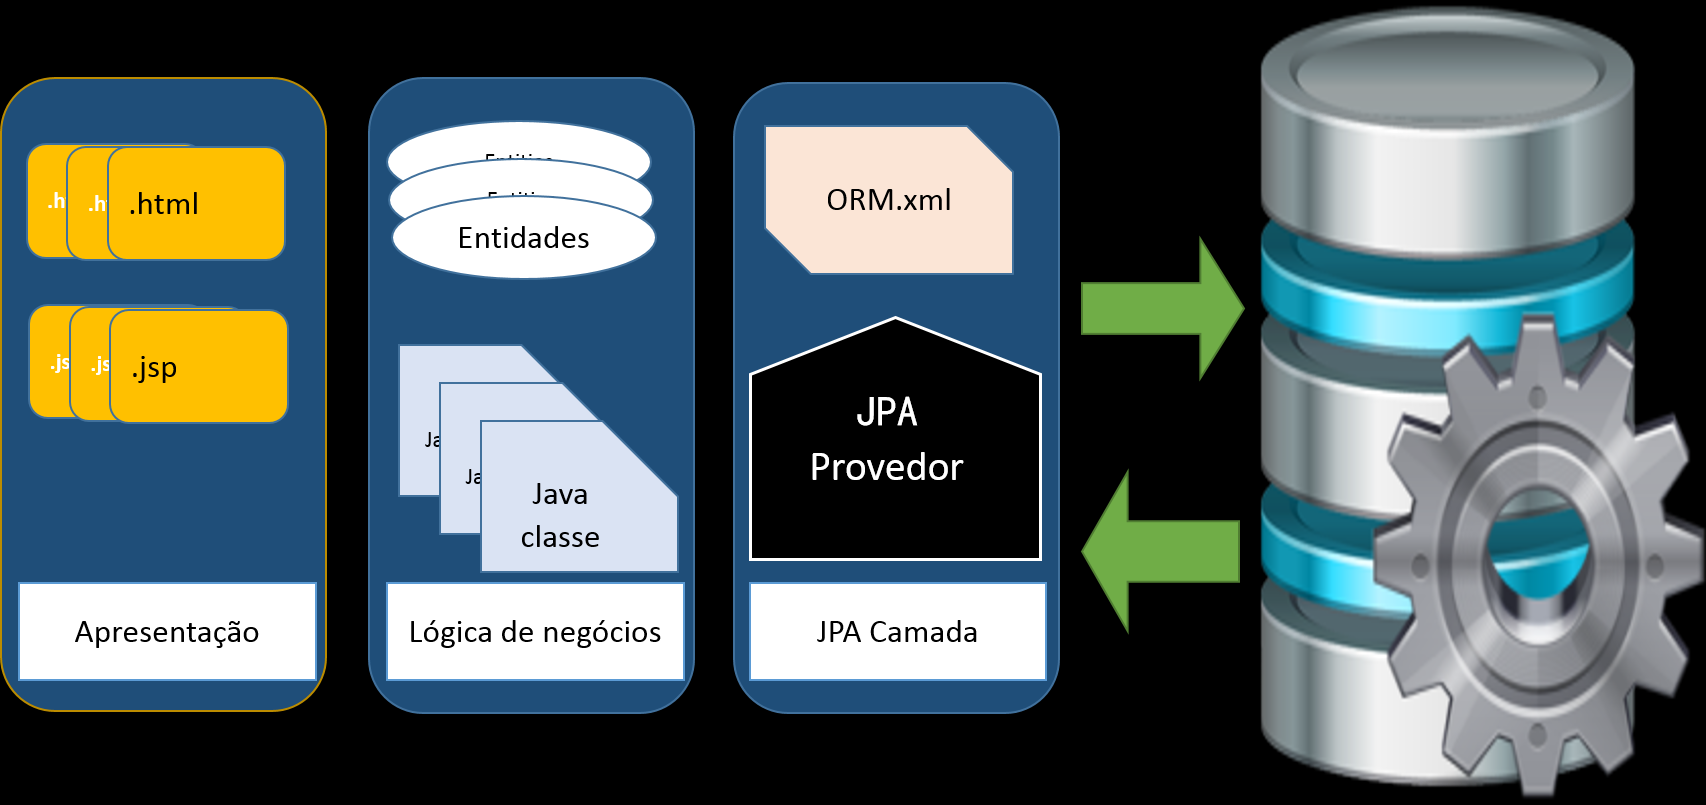 .html
.jsp
Apresentação
Entidades
Java
classe
Lógica de negócios
ORM.xml
JPA
Provedor
JPA Camada